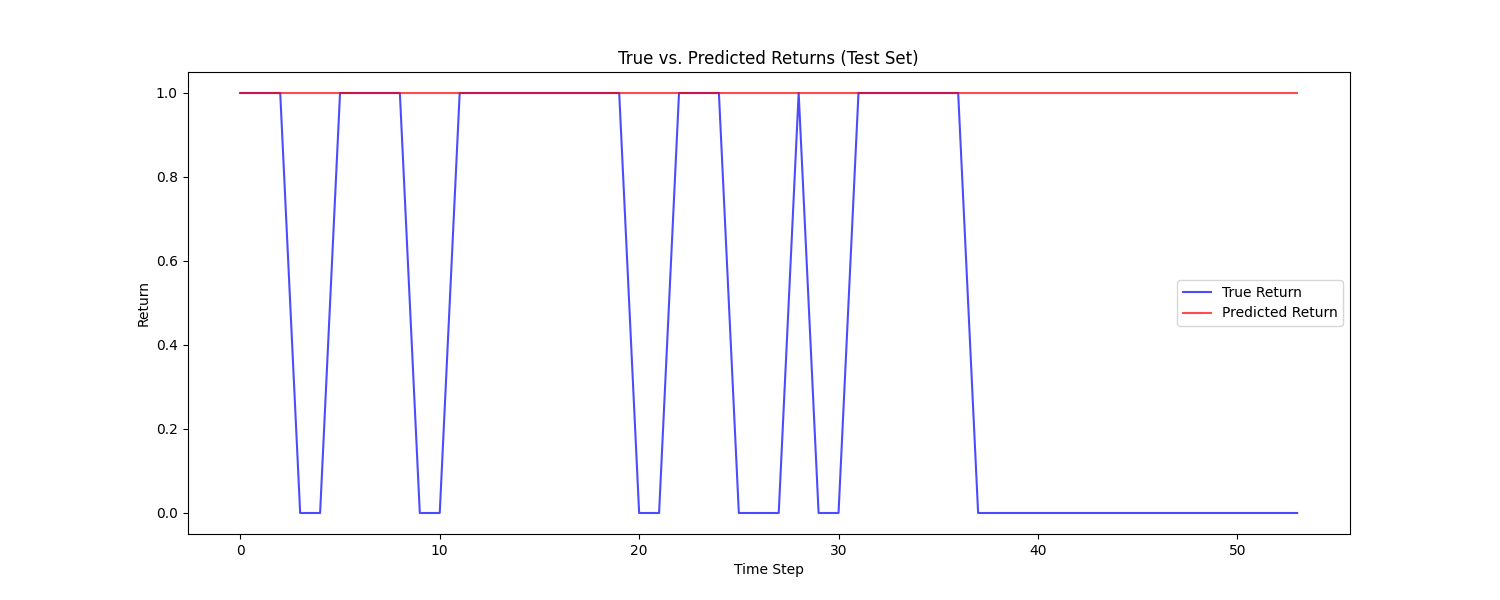 True vs. Predicted Returns (Test Set)
1.0
0.8
0.6
0.4
0.2
0.0
Return
True Return
Predicted Return
0 10 20 30 40 50
Time Step